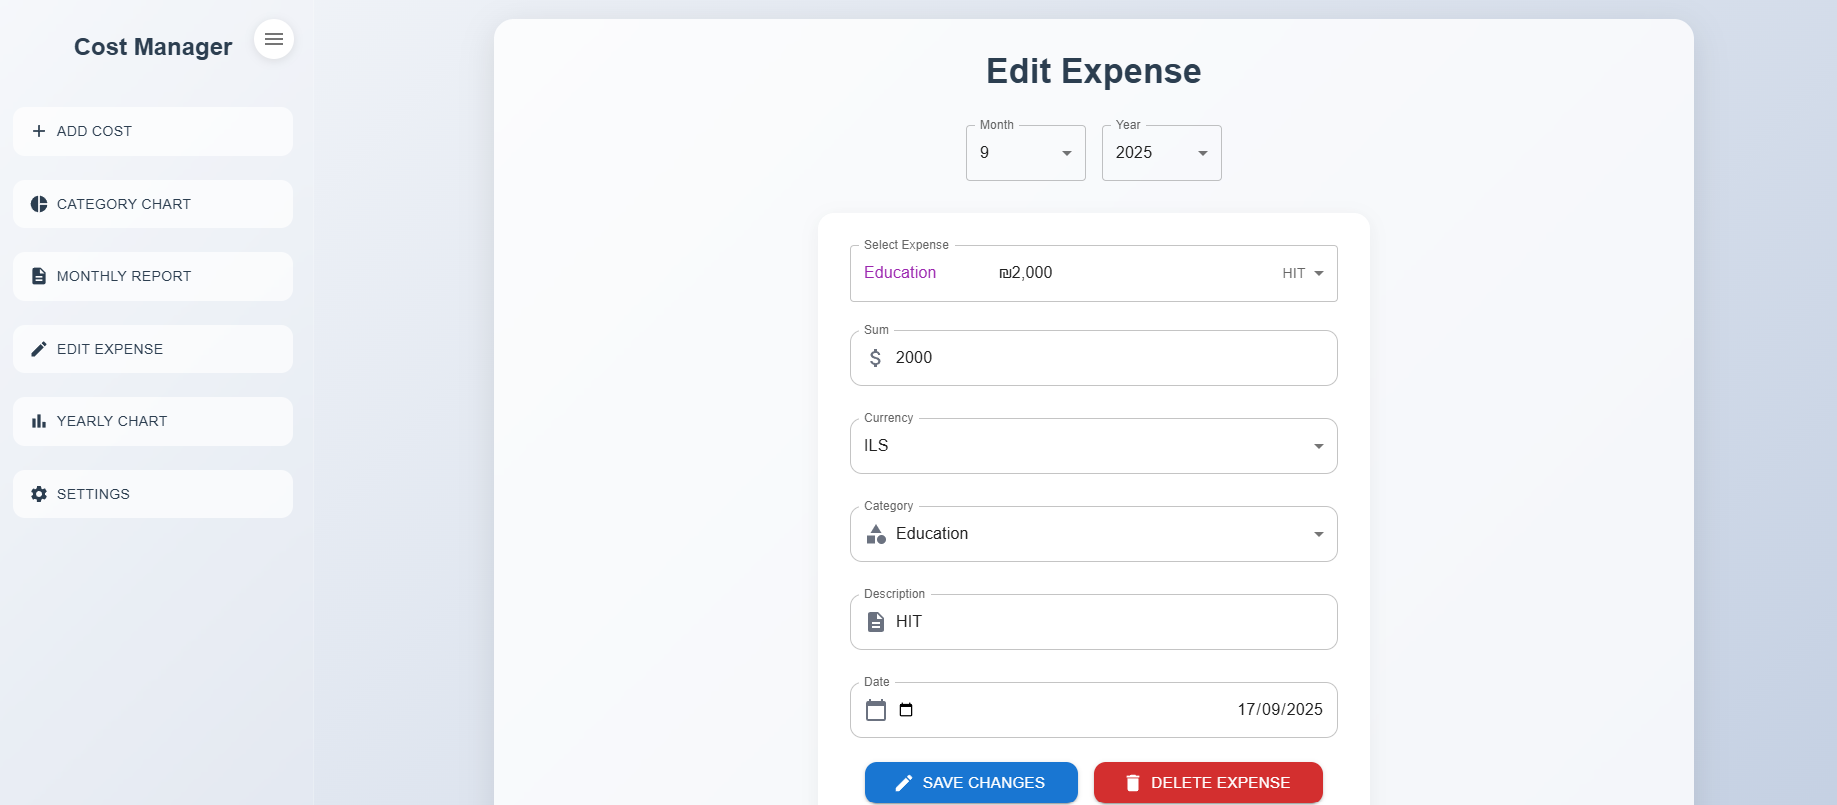 Cost Manager
ADD COST
CATEGORY CHART
MONTHLY REPORT
EDIT EXPENSE
YEARLY CHART
SETTINGS
Edit Expense
Month
9
Year
2025
Select Expense
Education ₪2,000 HIT
Sum
$ 2000
Currency
ILS
Category
Education
Description
HIT
Date
17/09/2025
SAVE CHANGES
DELETE EXPENSE